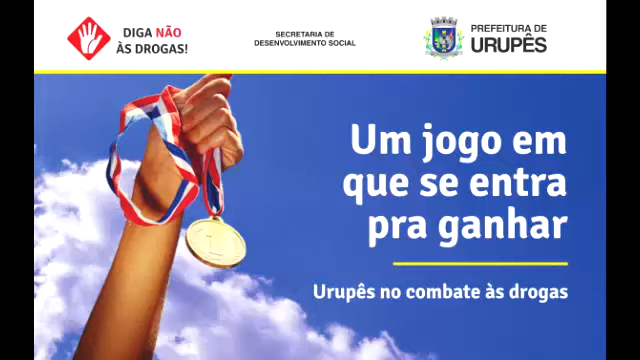 DIGA NÃO
ÀS DROGAS!
SECRETARIA DE
DESENVOLVIMENTO SOCIAL
PREFEITURA DE
URUPÊS
Um jogo em
que se entra
pra ganhar
Urupês no combate às drogas